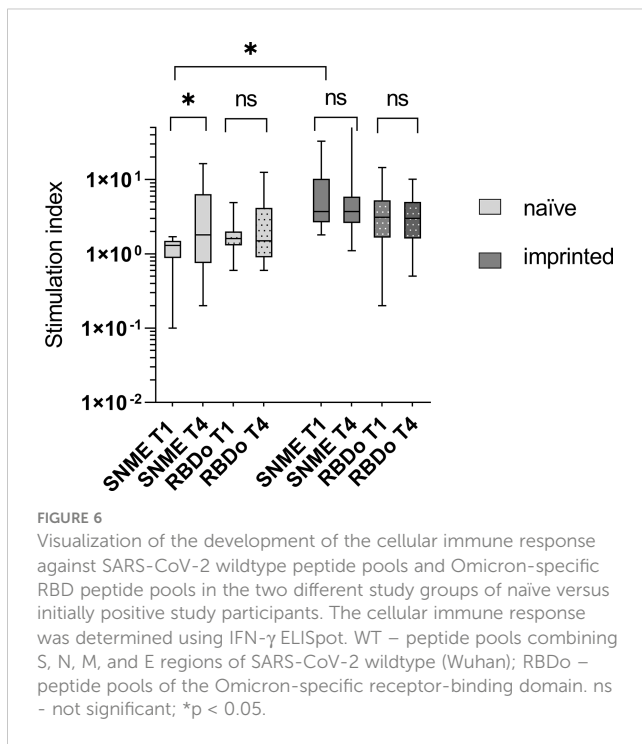 *
* ns ns ns
Stimulation index
1×10¹
1×10⁰
1×10⁻¹
1×10⁻²
SNME T1
SNME T4
RBDo T1
RBDo T4
SNME T1
SNME T4
RBDo T1
RBDo T4
naïve
imprinted
FIGURE 6
Visualization of the development of the cellular immune response
against SARS-CoV-2 wildtype peptide pools and Omicron-specific
RBD peptide pools in the two different study groups of naïve versus
initially positive study participants. The cellular immune response
was determined using IFN-γ ELISpot. WT – peptide pools combining
S, N, M, and E regions of SARS-CoV-2 wildtype (Wuhan); RBDo –
peptide pools of the Omicron-specific receptor-binding domain. ns
- not significant; *p < 0.05.